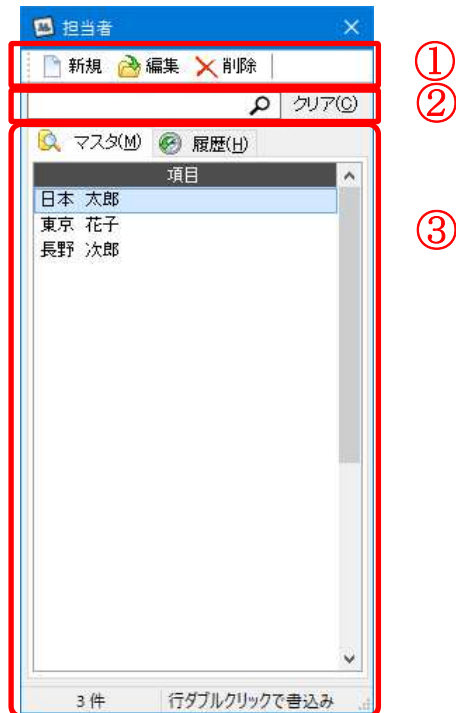 担当者
新規 編集 削除 ①
クリア(C) ②
マスタ(M) 履歴(H)
項目
日本 太郎
東京 花子 ③
長野 次郎
3 件 行ダブルクリックで書込み